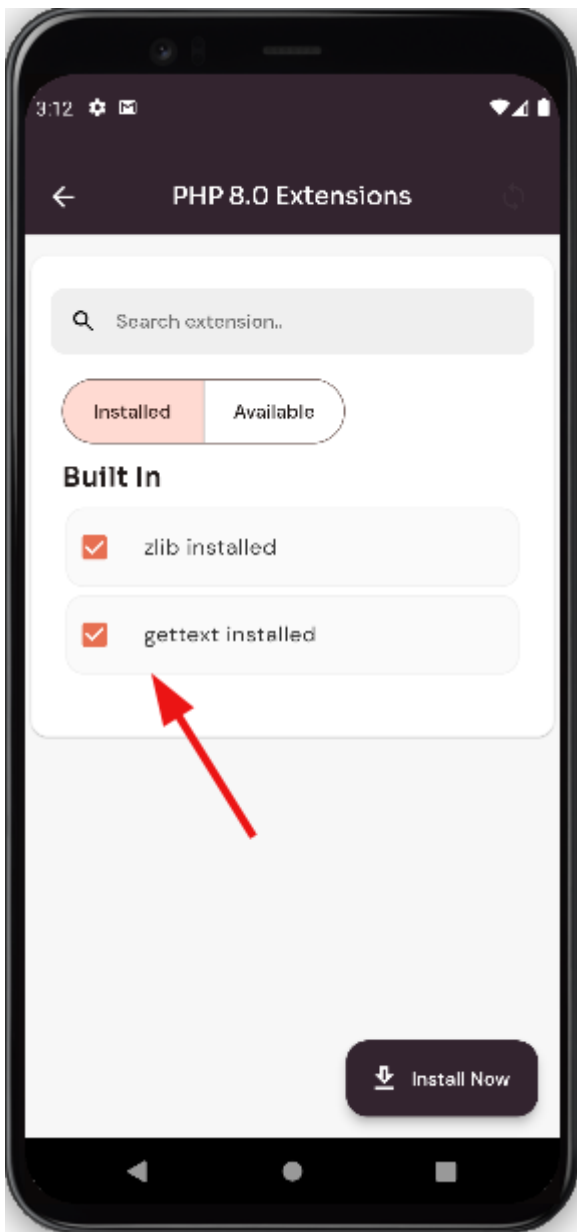 3:12
PHP 8.0 Extensions
Search extension..
Installed Available
Built In
zlib installed
gettext installed
Install Now